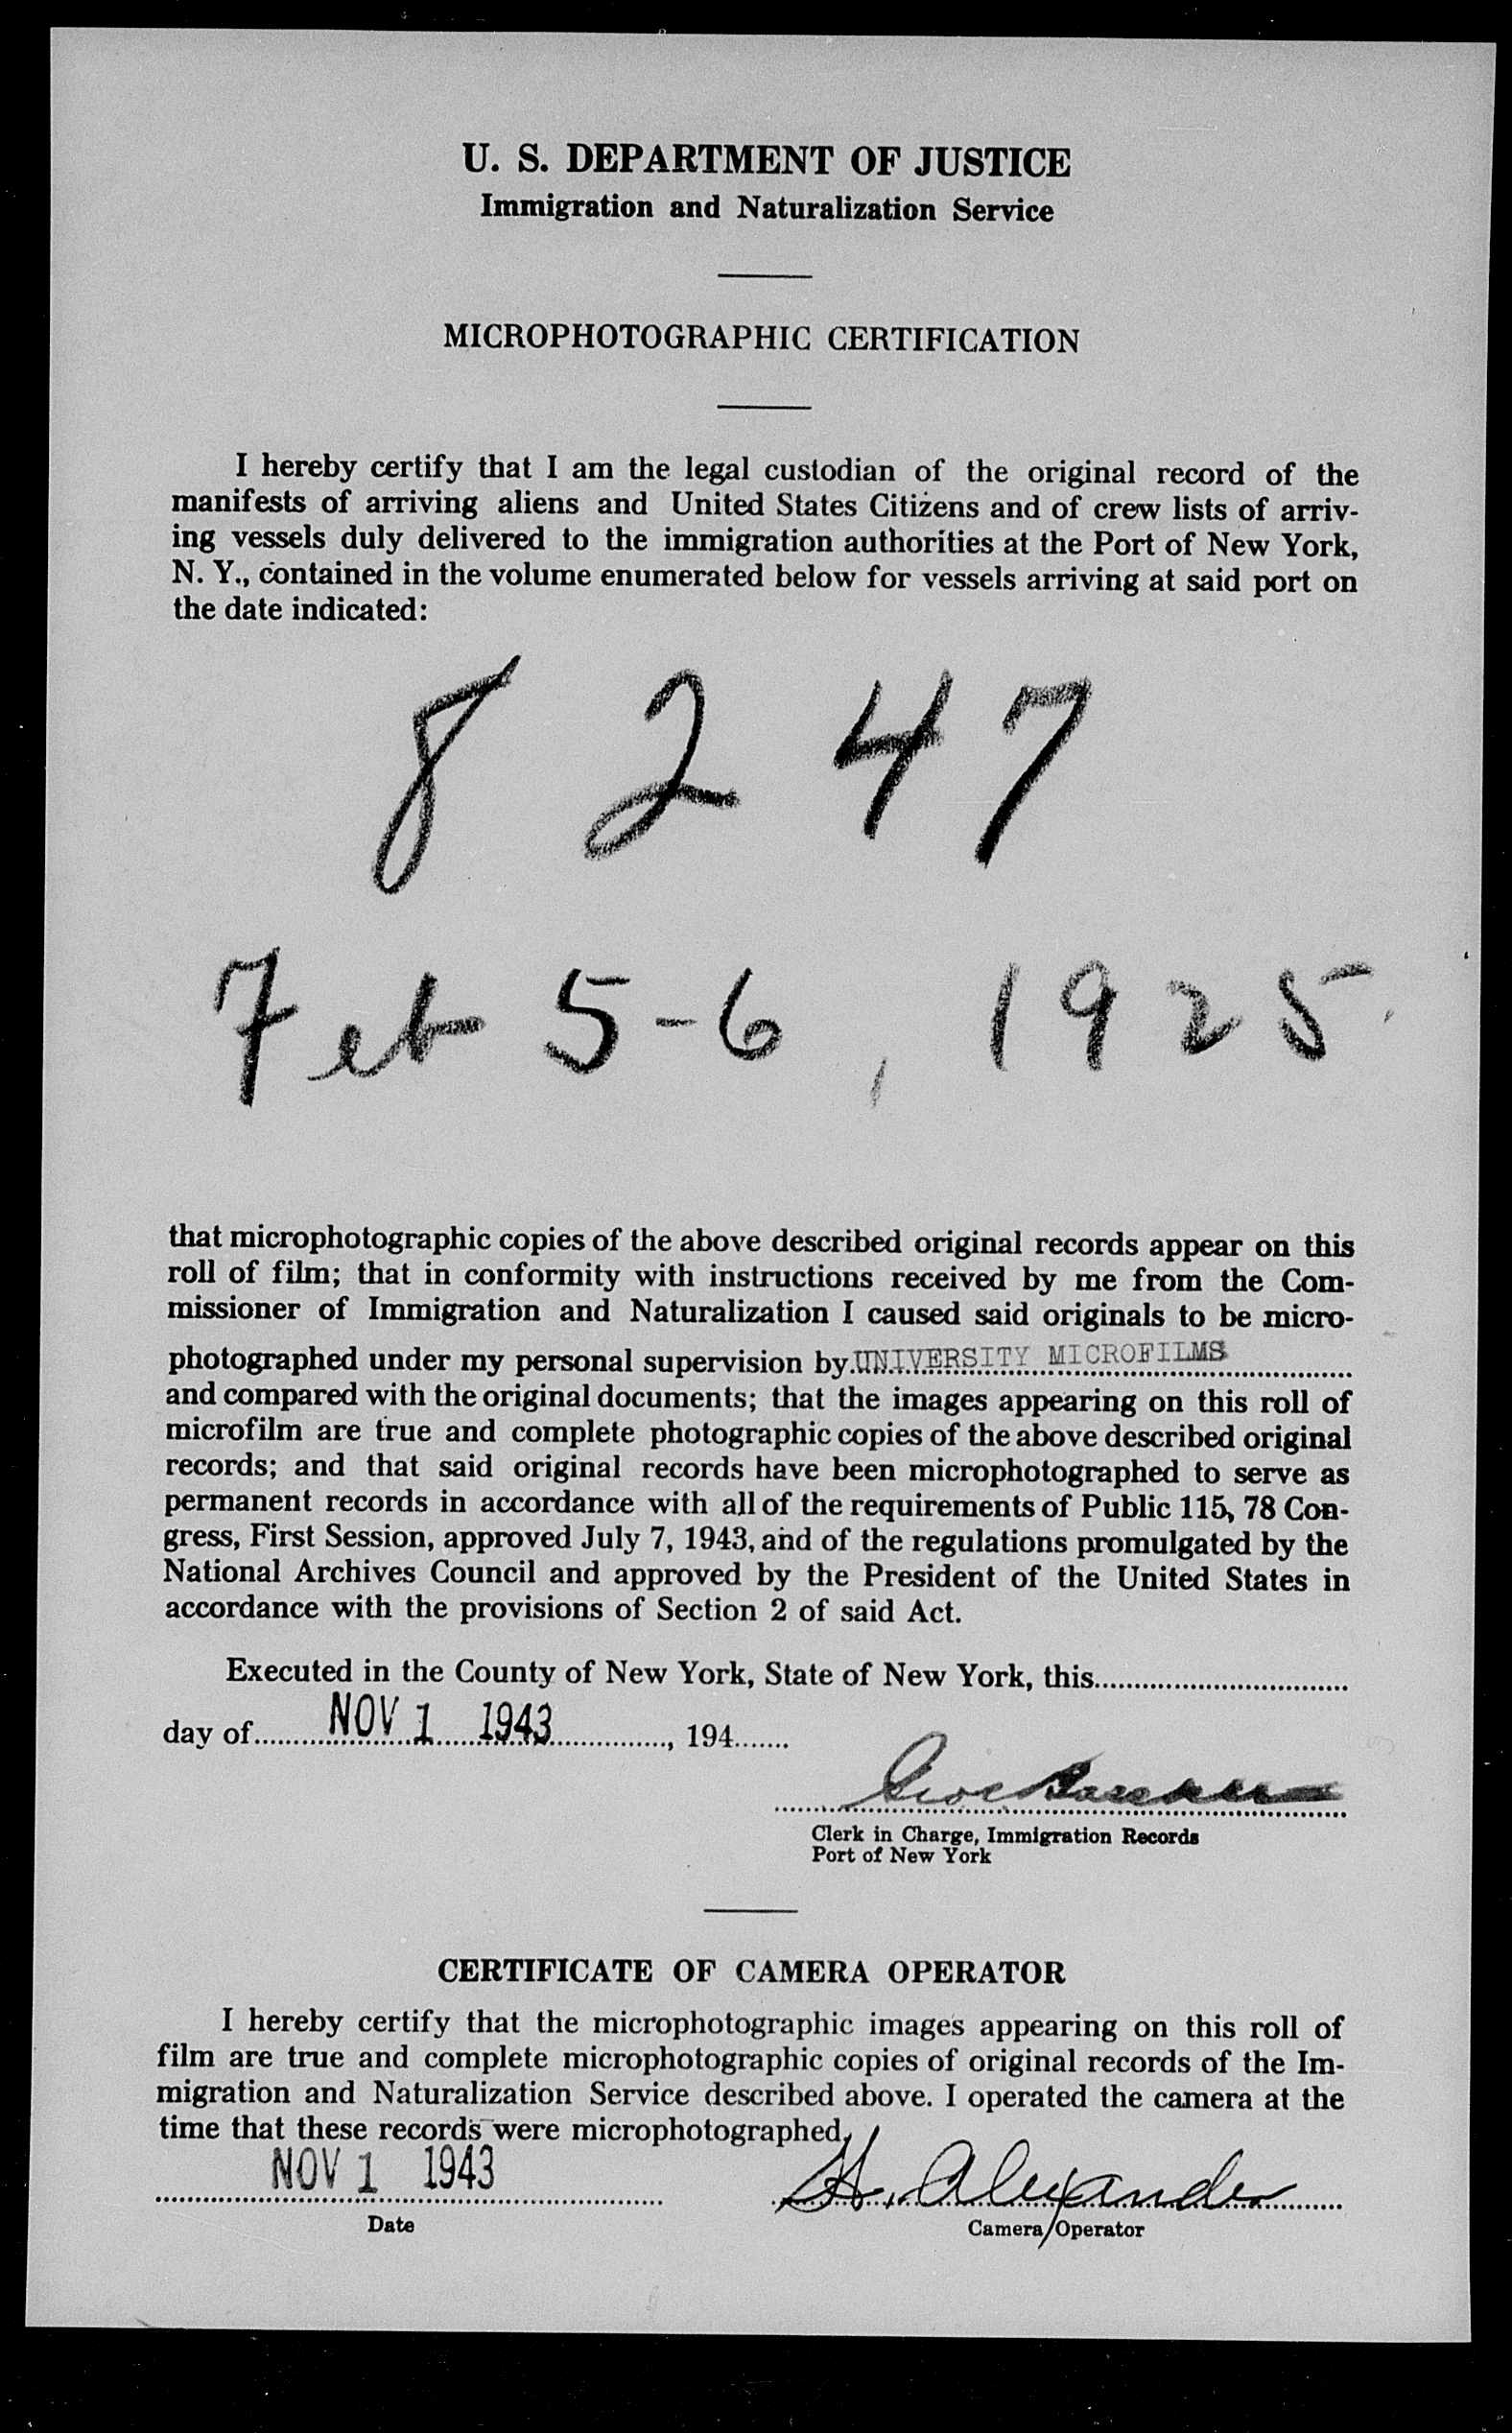 U. S. DEPARTMENT OF JUSTICE
Immigration and Naturalization Service
MICROPHOTOGRAPHIC CERTIFICATION
I hereby certify that I am the legal custodian of the original record of the
manifests of arriving aliens and United States Citizens and of crew lists of arriv-
ing vessels duly delivered to the immigration authorities at the Port of New York,
N. Y., contained in the volume enumerated below for vessels arriving at said port on
the date indicated:
8 2 4 7
Feb 5-6, 1925
that microphotographic copies of the above described original records appear on this
roll of film; that in conformity with instructions received by me from the Com-
missioner of Immigration and Naturalization I caused said originals to be micro-
photographed under my personal supervision by UNIVERSITY MICROFILMS
and compared with the original documents; that the images appearing on this roll of
microfilm are true and complete photographic copies of the above described original
records; and that said original records have been microphotographed to serve as
permanent records in accordance with all of the requirements of Public 115, 78 Con-
gress, First Session, approved July 7, 1943, and of the regulations promulgated by the
National Archives Council and approved by the President of the United States in
accordance with the provisions of Section 2 of said Act.
Executed in the County of New York, State of New York, this
day of NOV 1 1943, 194
Clerk in Charge, Immigration Records
Port of New York
CERTIFICATE OF CAMERA OPERATOR
I hereby certify that the microphotographic images appearing on this roll of
film are true and complete microphotographic copies of original records of the Im-
migration and Naturalization Service described above. I operated the camera at the
time that these records were microphotographed.
NOV 1 1943 H. Alexander
Date Camera Operator